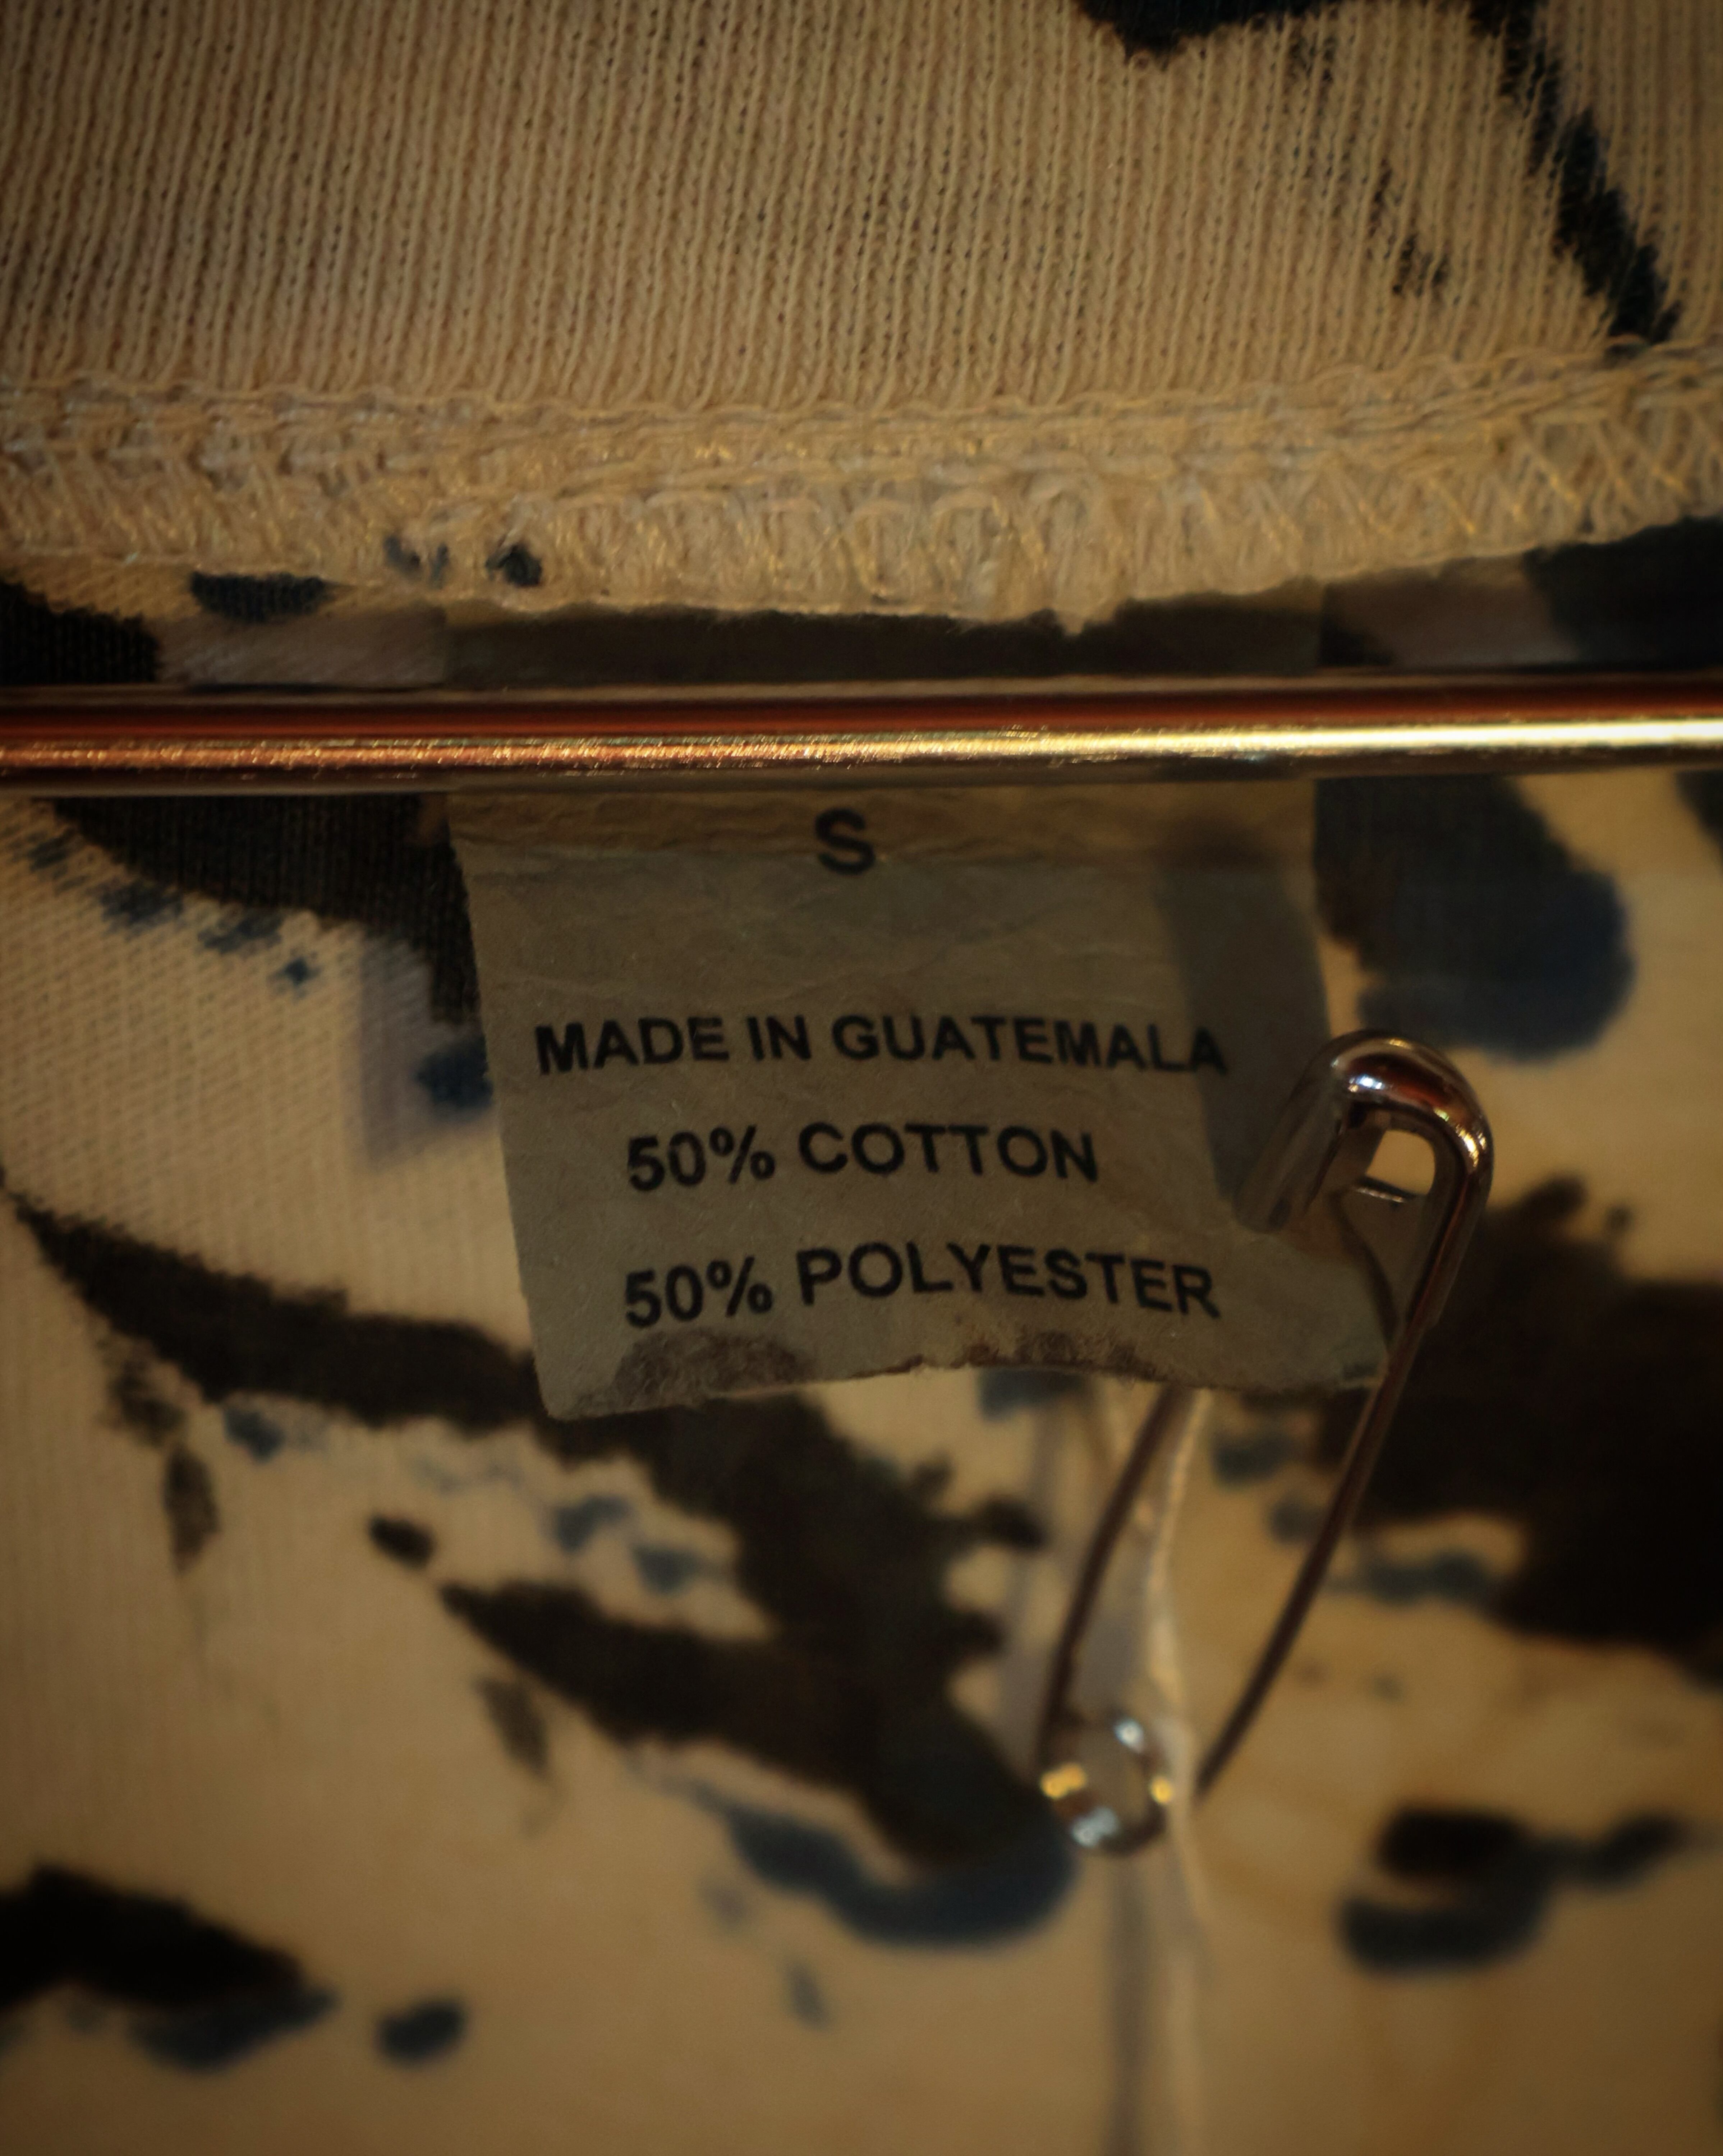 S
MADE IN GUATEMALA
50% COTTON
50% POLYESTER